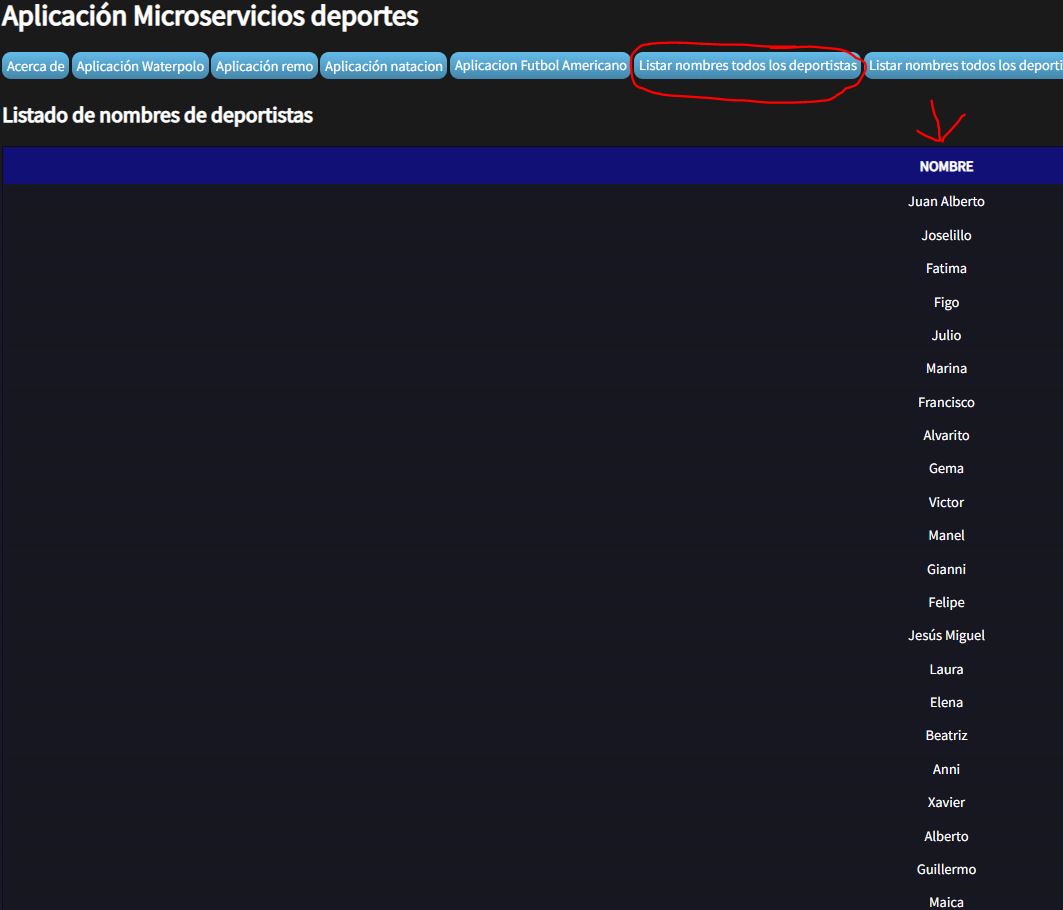 Aplicación Microservicios deportes
Acerca de Aplicación Waterpolo Aplicación remo Aplicación natacion Aplicacion Futbol Americano Listar nombres todos los deportistas Listar nombres todos los deporti
Listado de nombres de deportistas
NOMBRE
Juan Alberto
Joselillo
Fatima
Figo
Julio
Marina
Francisco
Alvarito
Gema
Victor
Manel
Gianni
Felipe
Jesús Miguel
Laura
Elena
Beatriz
Anni
Xavier
Alberto
Guillermo
Maica